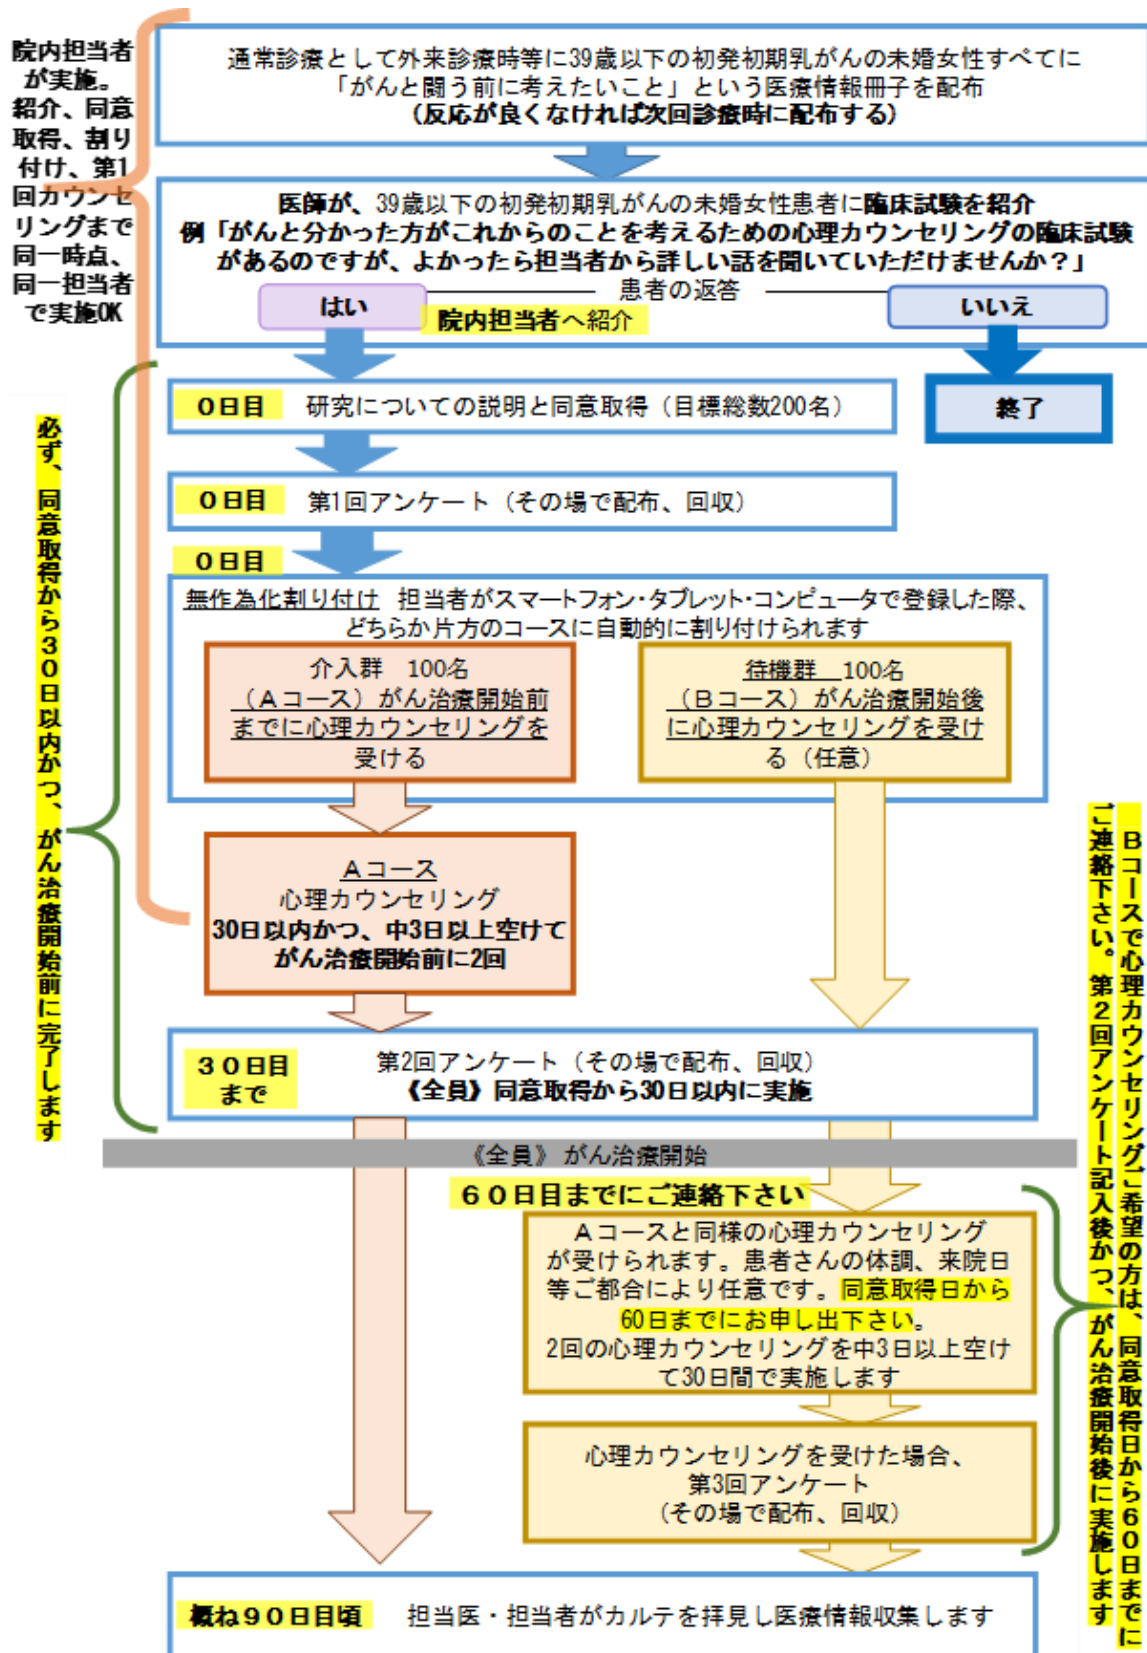 院内担当者
が実施。
紹介、同意
取得、割り
付け、第1
回カウンセ
リングまで
同一時点、
同一担当者
で実施OK
通常診療として外来診療時等に39歳以下の初発初期乳がんの未婚女性すべてに
「がんと闘う前に考えたいこと」という医療情報冊子を配布
(反応が良くなければ次回診療時に配布する)
医師が、39歳以下の初発初期乳がんの未婚女性患者に臨床試験を紹介
例「がんと分かった方がこれからのことを考えるための心理カウンセリングの臨床試験
があるのですが、よかったら担当者から詳しい話を聞いていただけませんか?」
患者の返答
はい
いいえ
院内担当者へ紹介
終了
必ず、同意取得から30日以内かつ、がん治療開始前に完了します
0日目 研究についての説明と同意取得(目標総数200名)
0日目 第1回アンケート(その場で配布、回収)
0日目
無作為化割り付け 担当者がスマートフォン・タブレット・コンピュータで登録した際、
どちらか片方のコースに自動的に割り付けられます
介入群 100名
(Aコース)がん治療開始前
までに心理カウンセリングを
受ける
待機群 100名
(Bコース)がん治療開始後
に心理カウンセリングを受け
る(任意)
Aコース
心理カウンセリング
30日以内かつ、中3日以上空けて
がん治療開始前に2回
30日目
まで
第2回アンケート(その場で配布、回収)
《全員》同意取得から30日以内に実施
《全員》がん治療開始
60日目までにご連絡下さい
Aコースと同様の心理カウンセリング
が受けられます。患者さんの体調、来院日
等ご都合により任意です。同意取得日から
60日までにお申し出下さい。
2回の心理カウンセリングを中3日以上空け
て30日間で実施します
心理カウンセリングを受けた場合、
第3回アンケート
(その場で配布、回収)
Bコースで心理カウンセリングご希望の方は、同意取得日から60日までに
ご連絡下さい。第2回アンケート記入後かつ、がん治療開始後に実施します
概ね90日目頃 担当医・担当者がカルテを拝見し医療情報収集します